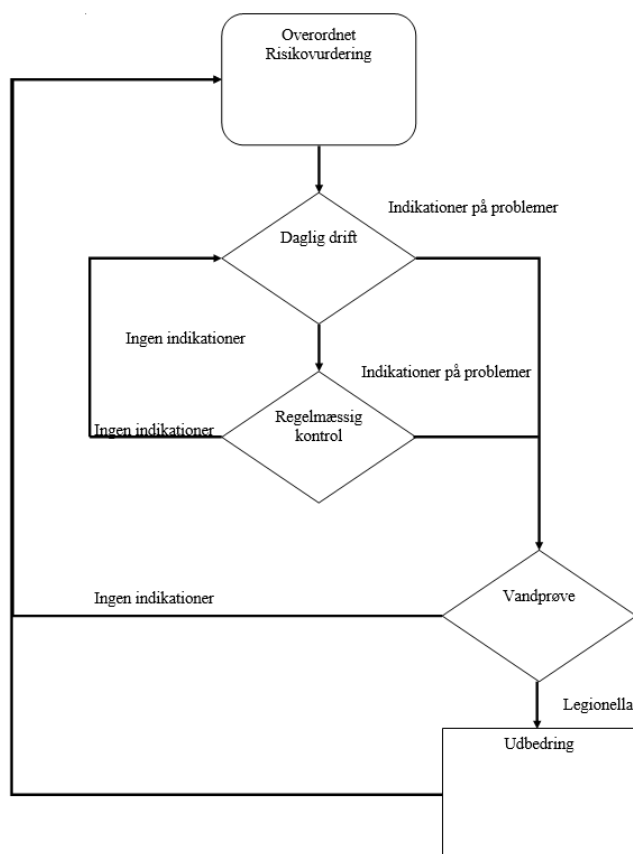 Overordnet
Risikovurdering
Indikationer på problemer
Daglig drift
Ingen indikationer
Indikationer på problemer
Regelmæssig
kontrol
Ingen indikationer
Vandprøve
Ingen indikationer
Legionella
Udbedring